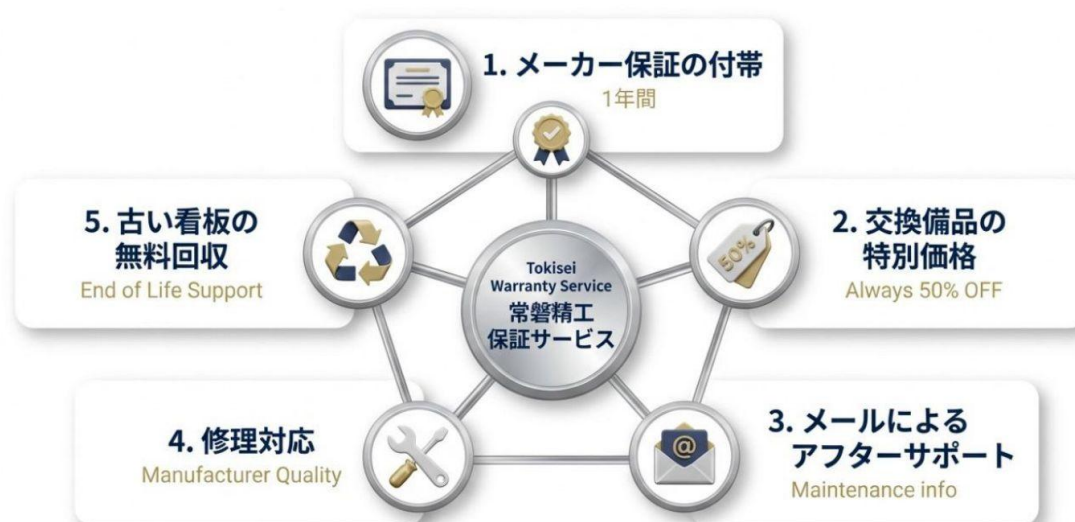 1. メーカー保証の付帯
1年間
2. 交換備品の
特別価格
Always 50% OFF
50%
3. メールによる
アフターサポート
Maintenance info
@
4. 修理対応
Manufacturer Quality
5. 古い看板の
無料回収
End of Life Support
Tokisei
Warranty Service
常磐精工
保証サービス